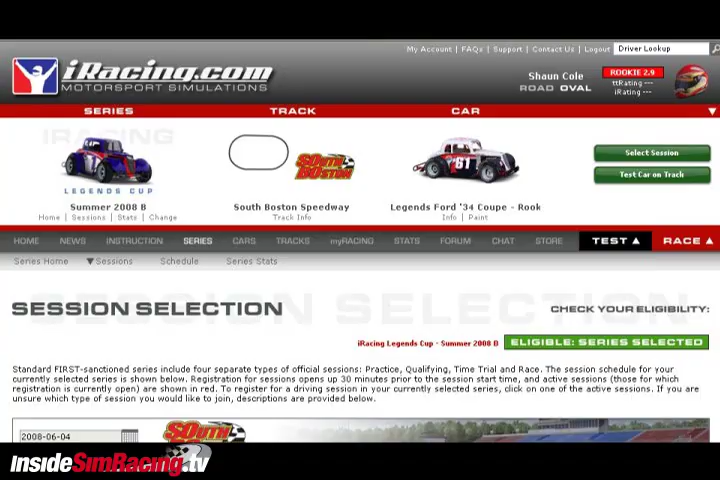 My Account | FAQs | Support | Contact Us | Logout Driver Lookup
iRacing.com
MOTORSPORT SIMULATIONS
Shaun Cole
ROAD OVAL
ROOKIE 2.9
ttRating ---
iRating ---
SERIES TRACK CAR
IRACING
LEGENDS CUP
SOUTH BOSTON
61
Select Session
Test Car on Track
Summer 2008 B
Home | Sessions | Stats | Change
South Boston Speedway
Track Info
Legends Ford '34 Coupe - Rook
Info | Paint
HOME NEWS INSTRUCTION SERIES CARS TRACKS myRACING STATS FORUM CHAT STORE TEST ▲ RACE ▲
Series Home ▼Sessions Schedule Series Stats
SESSION SELECTION
SESSION SELECTION
CHECK YOUR ELIGIBILITY:
iRacing Legends Cup - Summer 2008 B ELIGIBLE: SERIES SELECTED
Standard FIRST-sanctioned series include four separate types of official sessions: Practice, Qualifying, Time Trial and Race. The session schedule for your
currently selected series is shown below. Registration for sessions opens up 30 minutes prior to the session start time, and active sessions (those for which
registration is currently open) are shown in red. To register for a driving session in your currently selected series, click on one of the active sessions. If you are
unsure which type of session you would like to join, descriptions are provided below.
2008-06-04
SOUTH
InsideSimRacing.tv